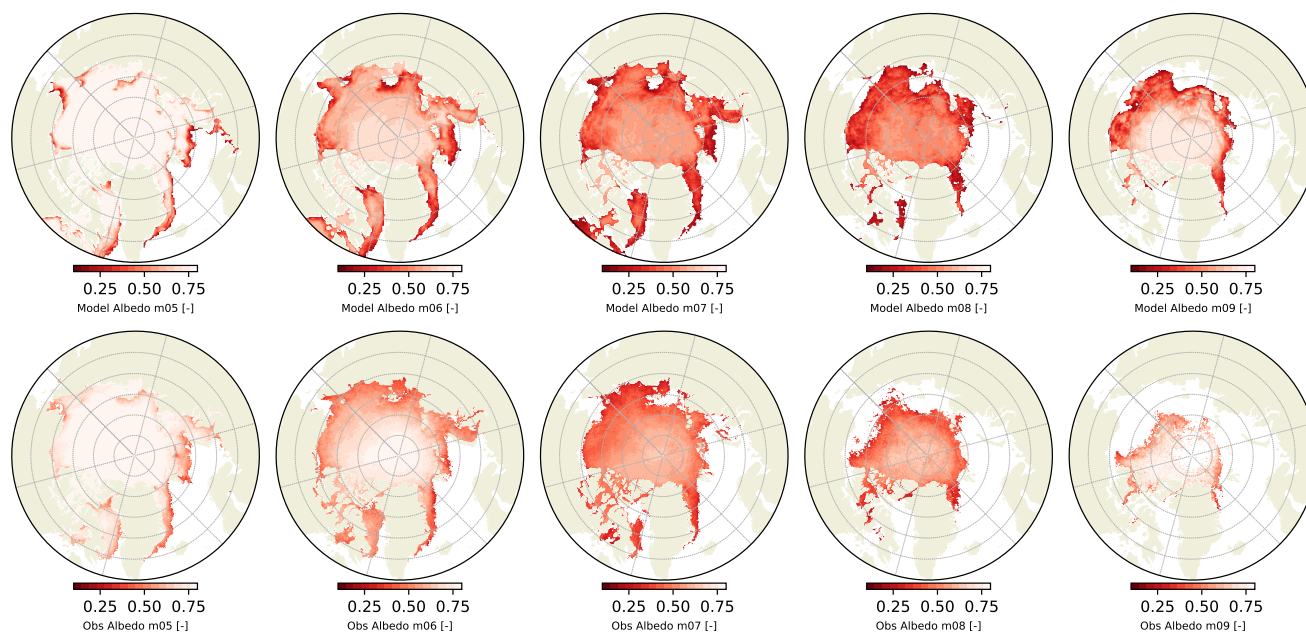 0.25 0.50 0.75 0.25 0.50 0.75 0.25 0.50 0.75 0.25 0.50 0.75 0.25 0.50 0.75
Model Albedo m05 [-] Model Albedo m06 [-] Model Albedo m07 [-] Model Albedo m08 [-] Model Albedo m09 [-]
0.25 0.50 0.75 0.25 0.50 0.75 0.25 0.50 0.75 0.25 0.50 0.75 0.25 0.50 0.75
Obs Albedo m05 [-] Obs Albedo m06 [-] Obs Albedo m07 [-] Obs Albedo m08 [-] Obs Albedo m09 [-]